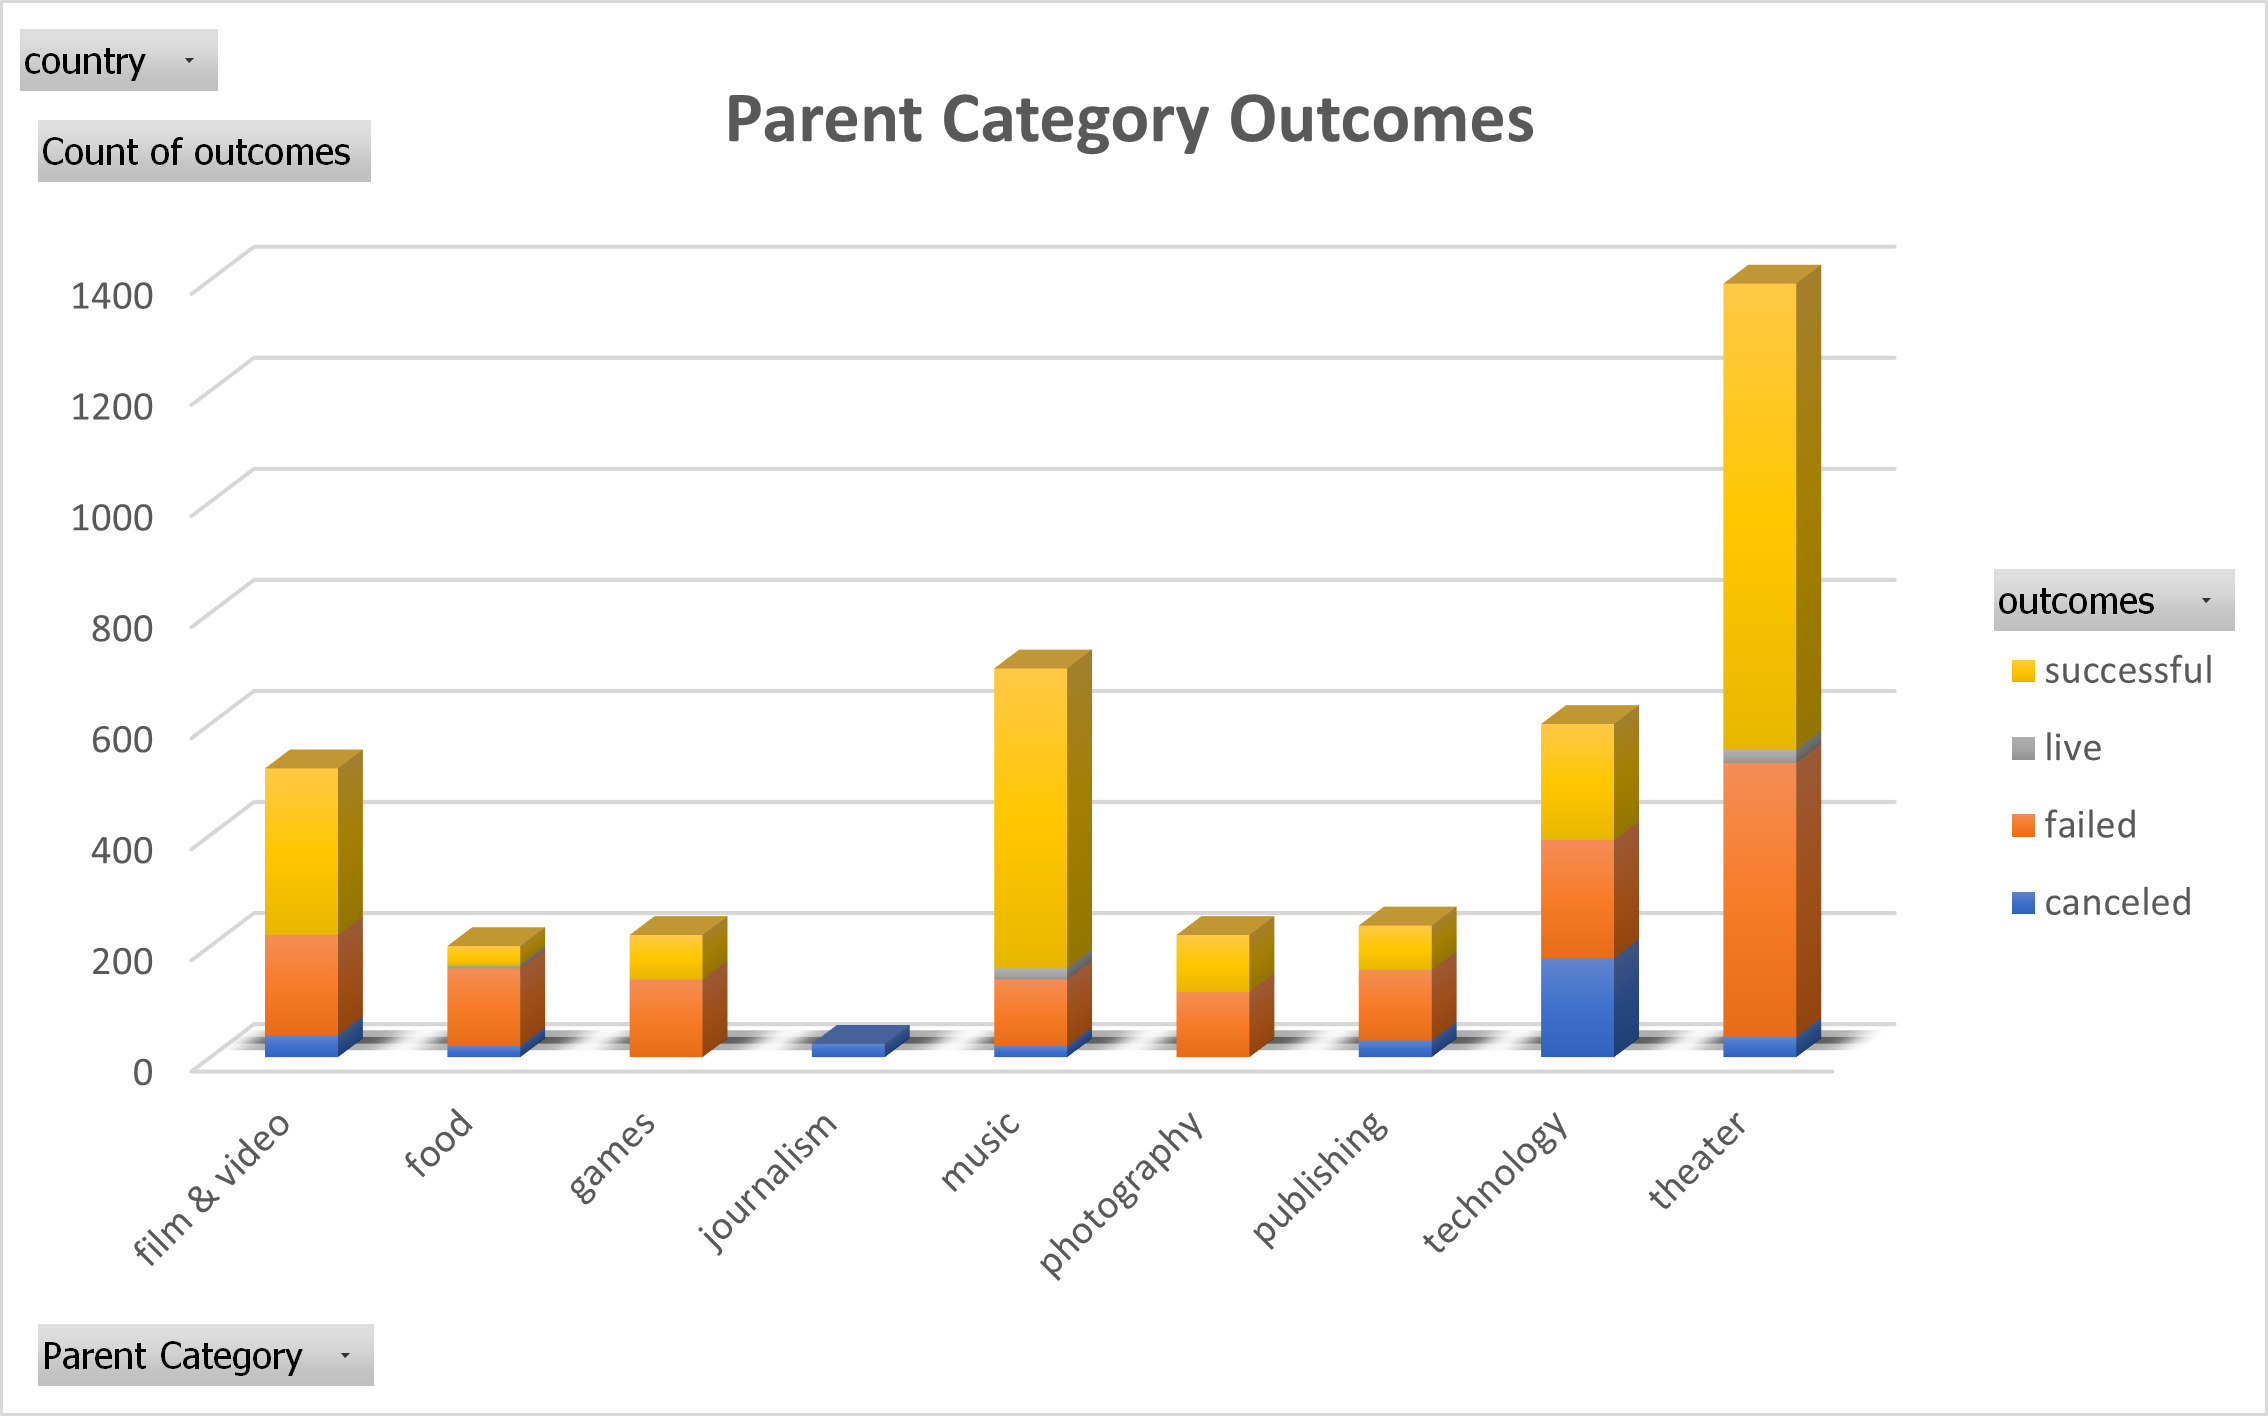 country
Count of outcomes
Parent Category Outcomes
1400
1200
1000
800
600
400
200
0
film & video
food
games
journalism
music
photography
publishing
technology
theater
outcomes
successful
live
failed
canceled
Parent Category